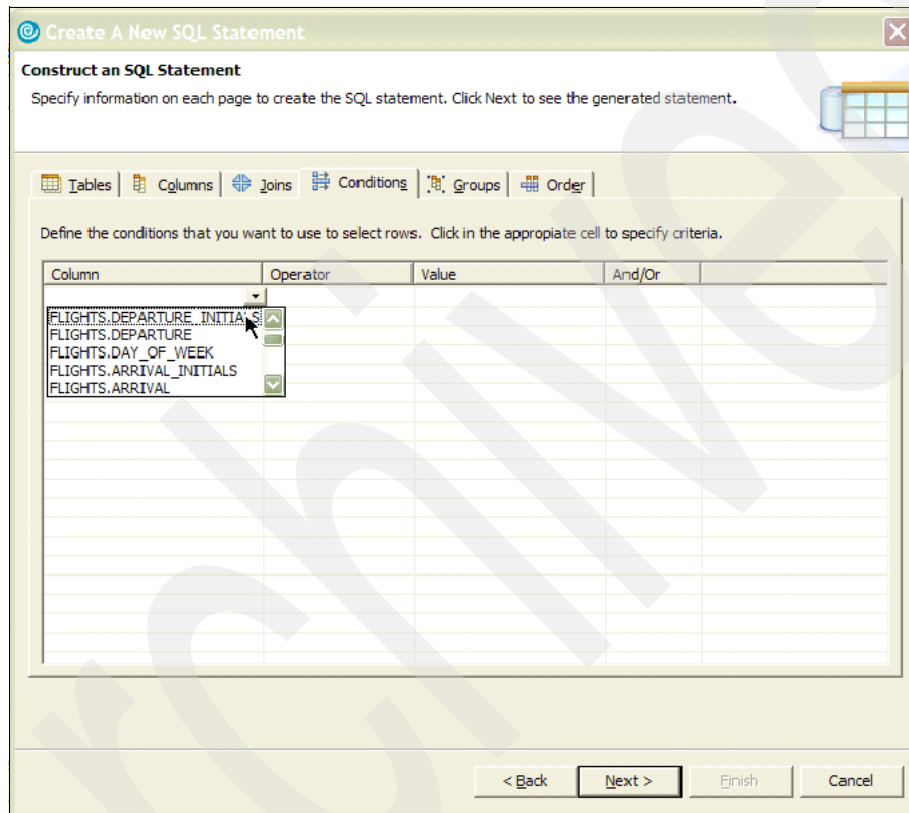 Create A New SQL Statement
Construct an SQL Statement
Specify information on each page to create the SQL statement. Click Next to see the generated statement.
Tables Columns Joins Conditions Groups Order
Define the conditions that you want to use to select rows. Click in the appropiate cell to specify criteria.
Column Operator Value And/Or
FLIGHTS.DEPARTURE_INITIALS
FLIGHTS.DEPARTURE
FLIGHTS.DAY_OF_WEEK
FLIGHTS.ARRIVAL_INITIALS
FLIGHTS.ARRIVAL
< Back Next > Finish Cancel